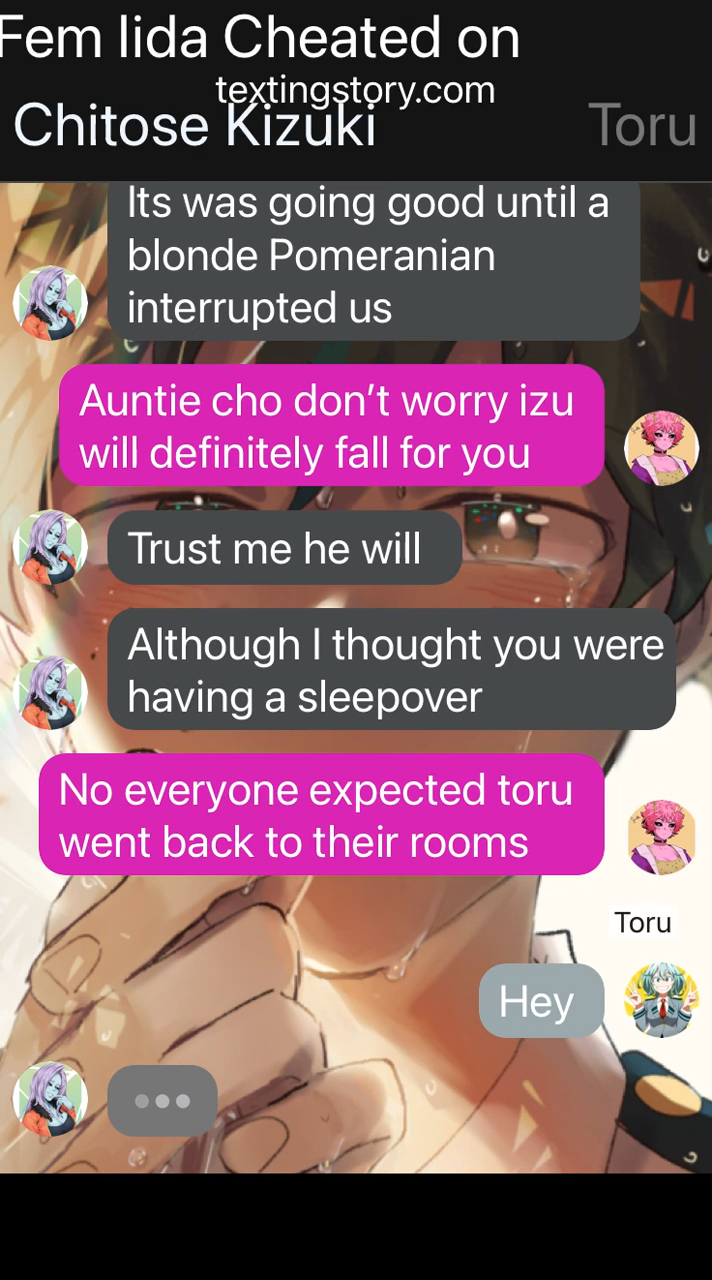 Fem Iida Cheated on
textingstory.com
Chitose Kizuki
Toru
Its was going good until a
blonde Pomeranian
interrupted us
Auntie cho don’t worry izu
will definitely fall for you
Trust me he will
Although I thought you were
having a sleepover
No everyone expected toru
went back to their rooms
Toru
Hey